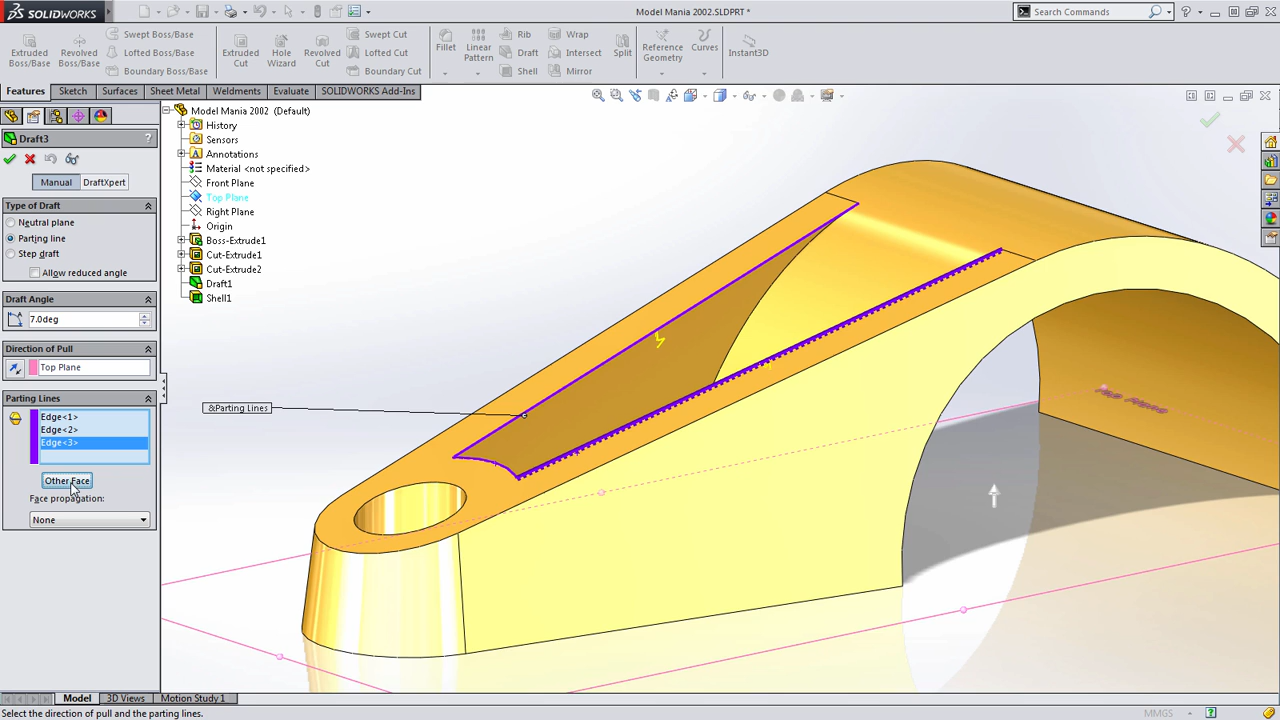 SOLIDWORKS
Model Mania 2002.SLDPRT *
Search Commands
Extruded Boss/Base
Revolved Boss/Base
Swept Boss/Base
Lofted Boss/Base
Boundary Boss/Base
Extruded Cut
Hole Wizard
Revolved Cut
Swept Cut
Lofted Cut
Boundary Cut
Fillet
Linear Pattern
Rib
Draft
Shell
Wrap
Intersect
Mirror
Split
Reference Geometry
Curves
Instant3D
Features
Sketch
Surfaces
Sheet Metal
Weldments
Evaluate
SOLIDWORKS Add-Ins
Draft3
?
Manual
DraftXpert
Type of Draft
Neutral plane
Parting line
Step draft
Allow reduced angle
Draft Angle
7.0deg
Direction of Pull
Top Plane
Parting Lines
Edge<1>
Edge<2>
Edge<3>
Other Face
Face propagation:
None
Model Mania 2002 (Default)
History
Sensors
Annotations
Material <not specified>
Front Plane
Top Plane
Right Plane
Origin
Boss-Extrude1
Cut-Extrude1
Cut-Extrude2
Draft1
Shell1
&Parting Lines
Top Plane
Model
3D Views
Motion Study 1
Select the direction of pull and the parting lines.
MMGS